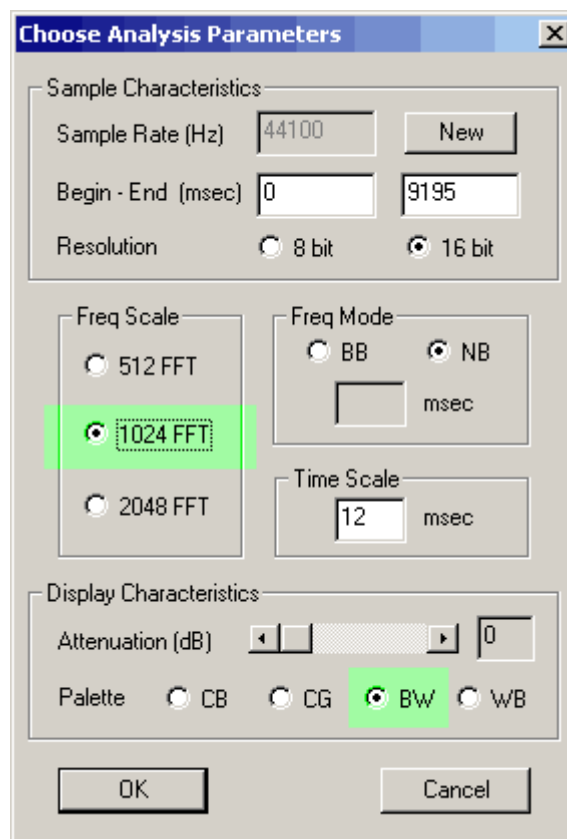 Choose Analysis Parameters
Sample Characteristics
Sample Rate (Hz) 44100 New
Begin - End (msec) 0 9195
Resolution 8 bit 16 bit
Freq Scale
512 FFT
1024 FFT
2048 FFT
Freq Mode
BB NB
msec
Time Scale
12 msec
Display Characteristics
Attenuation (dB) 0
Palette CB CG BW WB
OK Cancel